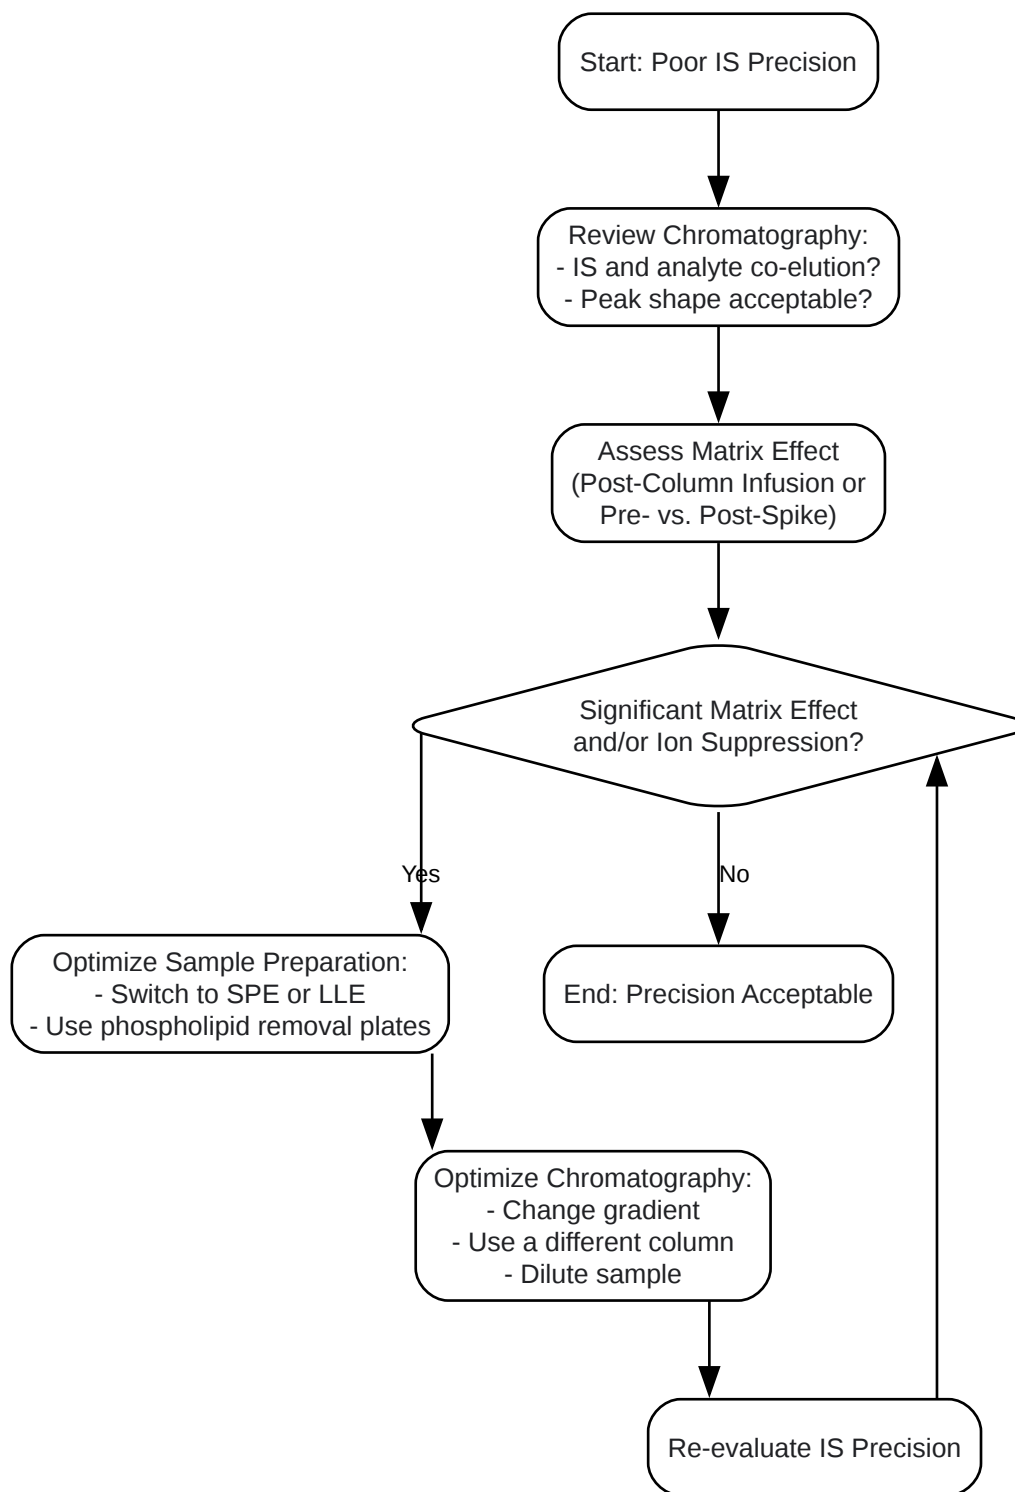 Start: Poor IS Precision
Review Chromatography:
- IS and analyte co-elution?
- Peak shape acceptable?
Assess Matrix Effect
(Post-Column Infusion or
Pre- vs. Post-Spike)
Significant Matrix Effect
and/or Ion Suppression?
Yes
No
Optimize Sample Preparation:
- Switch to SPE or LLE
- Use phospholipid removal plates
End: Precision Acceptable
Optimize Chromatography:
- Change gradient
- Use a different column
- Dilute sample
Re-evaluate IS Precision